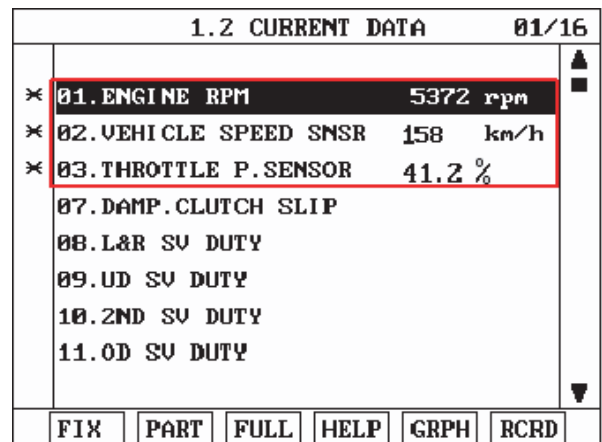 1.2 CURRENT DATA 01/16
▲
* 01.ENGINE RPM 5372 rpm
* 02.VEHICLE SPEED SNSR 158 km/h
* 03.THROTTLE P.SENSOR 41.2 %
07.DAMP.CLUTCH SLIP
08.L&R SV DUTY
09.UD SV DUTY
10.2ND SV DUTY
11.OD SV DUTY
▼
FIX PART FULL HELP GRPH RCRD